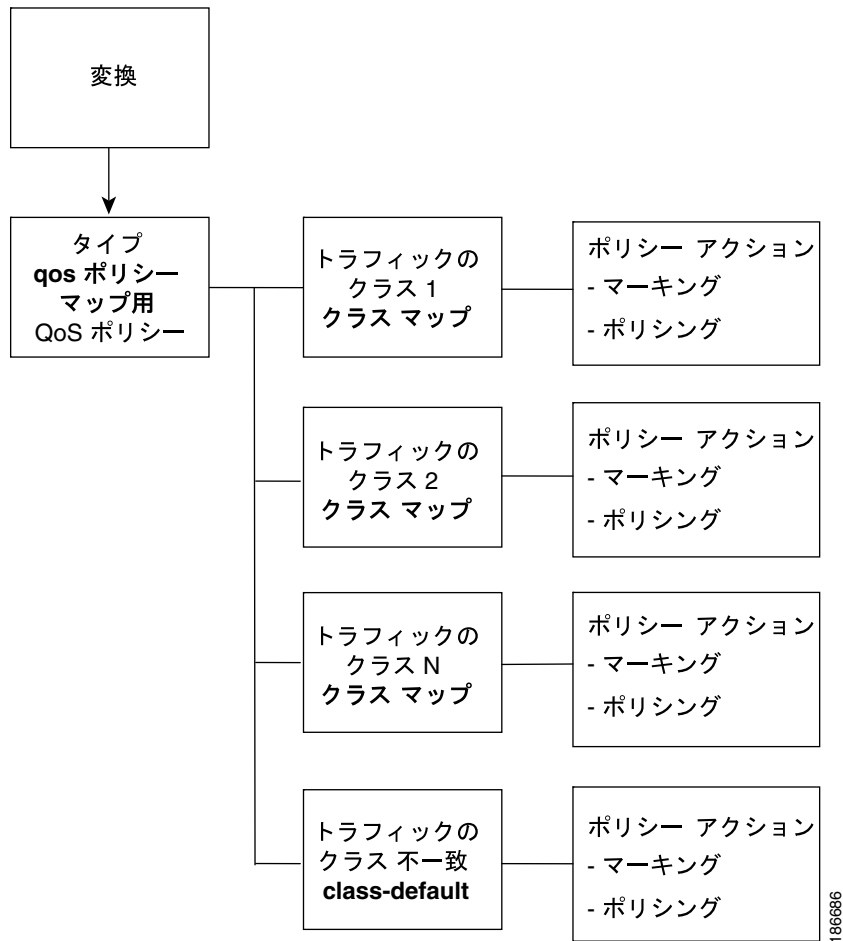 変換
タイプ
qos ポリシー
マップ用
QoS ポリシー
トラフィックの
クラス 1
クラス マップ
ポリシー アクション
- マーキング
- ポリシング
トラフィックの
クラス 2
クラス マップ
ポリシー アクション
- マーキング
- ポリシング
トラフィックの
クラス N
クラス マップ
ポリシー アクション
- マーキング
- ポリシング
トラフィックの
クラス 不一致
class-default
ポリシー アクション
- マーキング
- ポリシング
186686